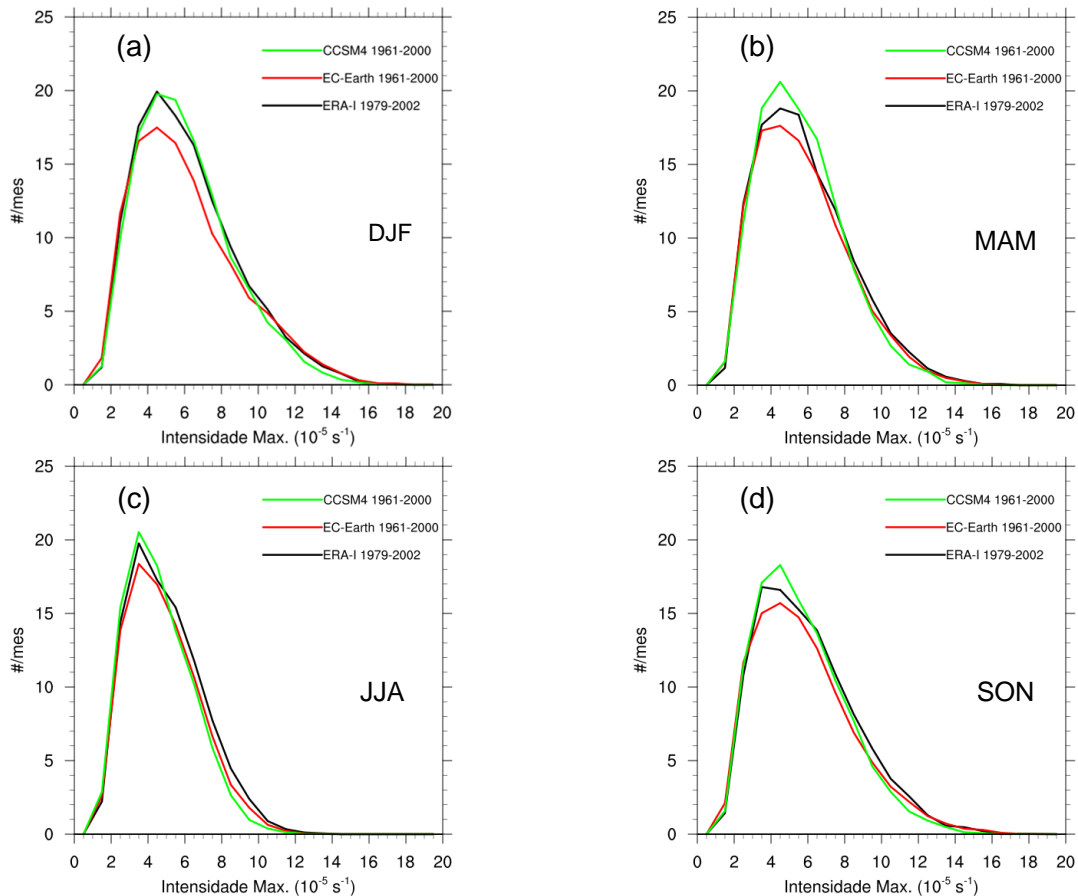 (a)
CCSM4 1961-2000
EC-Earth 1961-2000
ERA-I 1979-2002
DJF
#/mes
25
20
15
10
5
0
0 2 4 6 8 10 12 14 16 18 20
Intensidade Max. (10⁻⁵ s⁻¹)
(b)
CCSM4 1961-2000
EC-Earth 1961-2000
ERA-I 1979-2002
MAM
#/mes
25
20
15
10
5
0
0 2 4 6 8 10 12 14 16 18 20
Intensidade Max. (10⁻⁵ s⁻¹)
(c)
CCSM4 1961-2000
EC-Earth 1961-2000
ERA-I 1979-2002
JJA
#/mes
25
20
15
10
5
0
0 2 4 6 8 10 12 14 16 18 20
Intensidade Max. (10⁻⁵ s⁻¹)
(d)
CCSM4 1961-2000
EC-Earth 1961-2000
ERA-I 1979-2002
SON
#/mes
25
20
15
10
5
0
0 2 4 6 8 10 12 14 16 18 20
Intensidade Max. (10⁻⁵ s⁻¹)